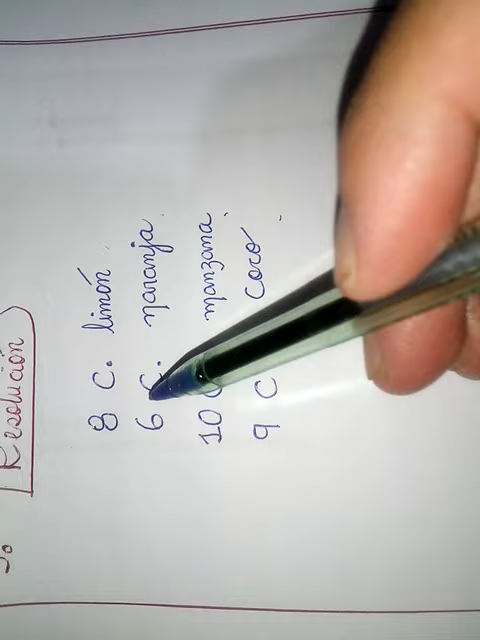 Resolución
8 C. limón
6 C. naranja
10 C manzana
9 C coco